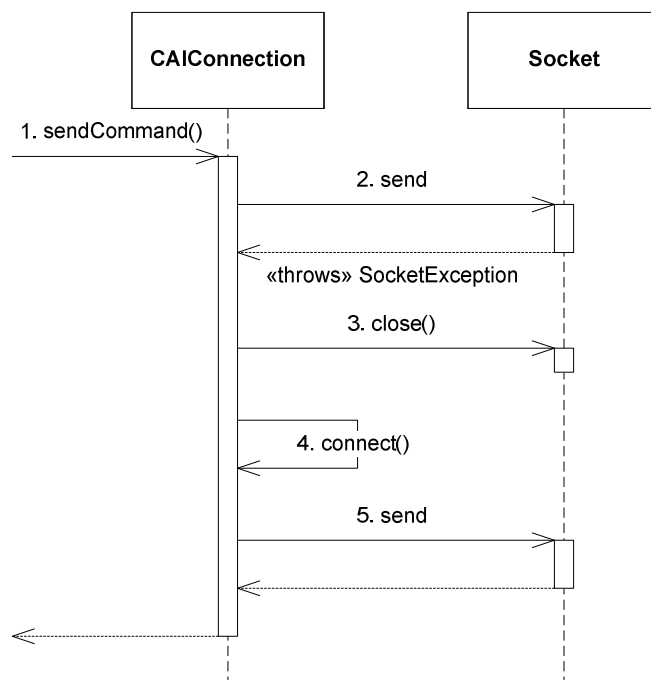 CAIConnection
Socket
1. sendCommand()
2. send
«throws» SocketException
3. close()
4. connect()
5. send